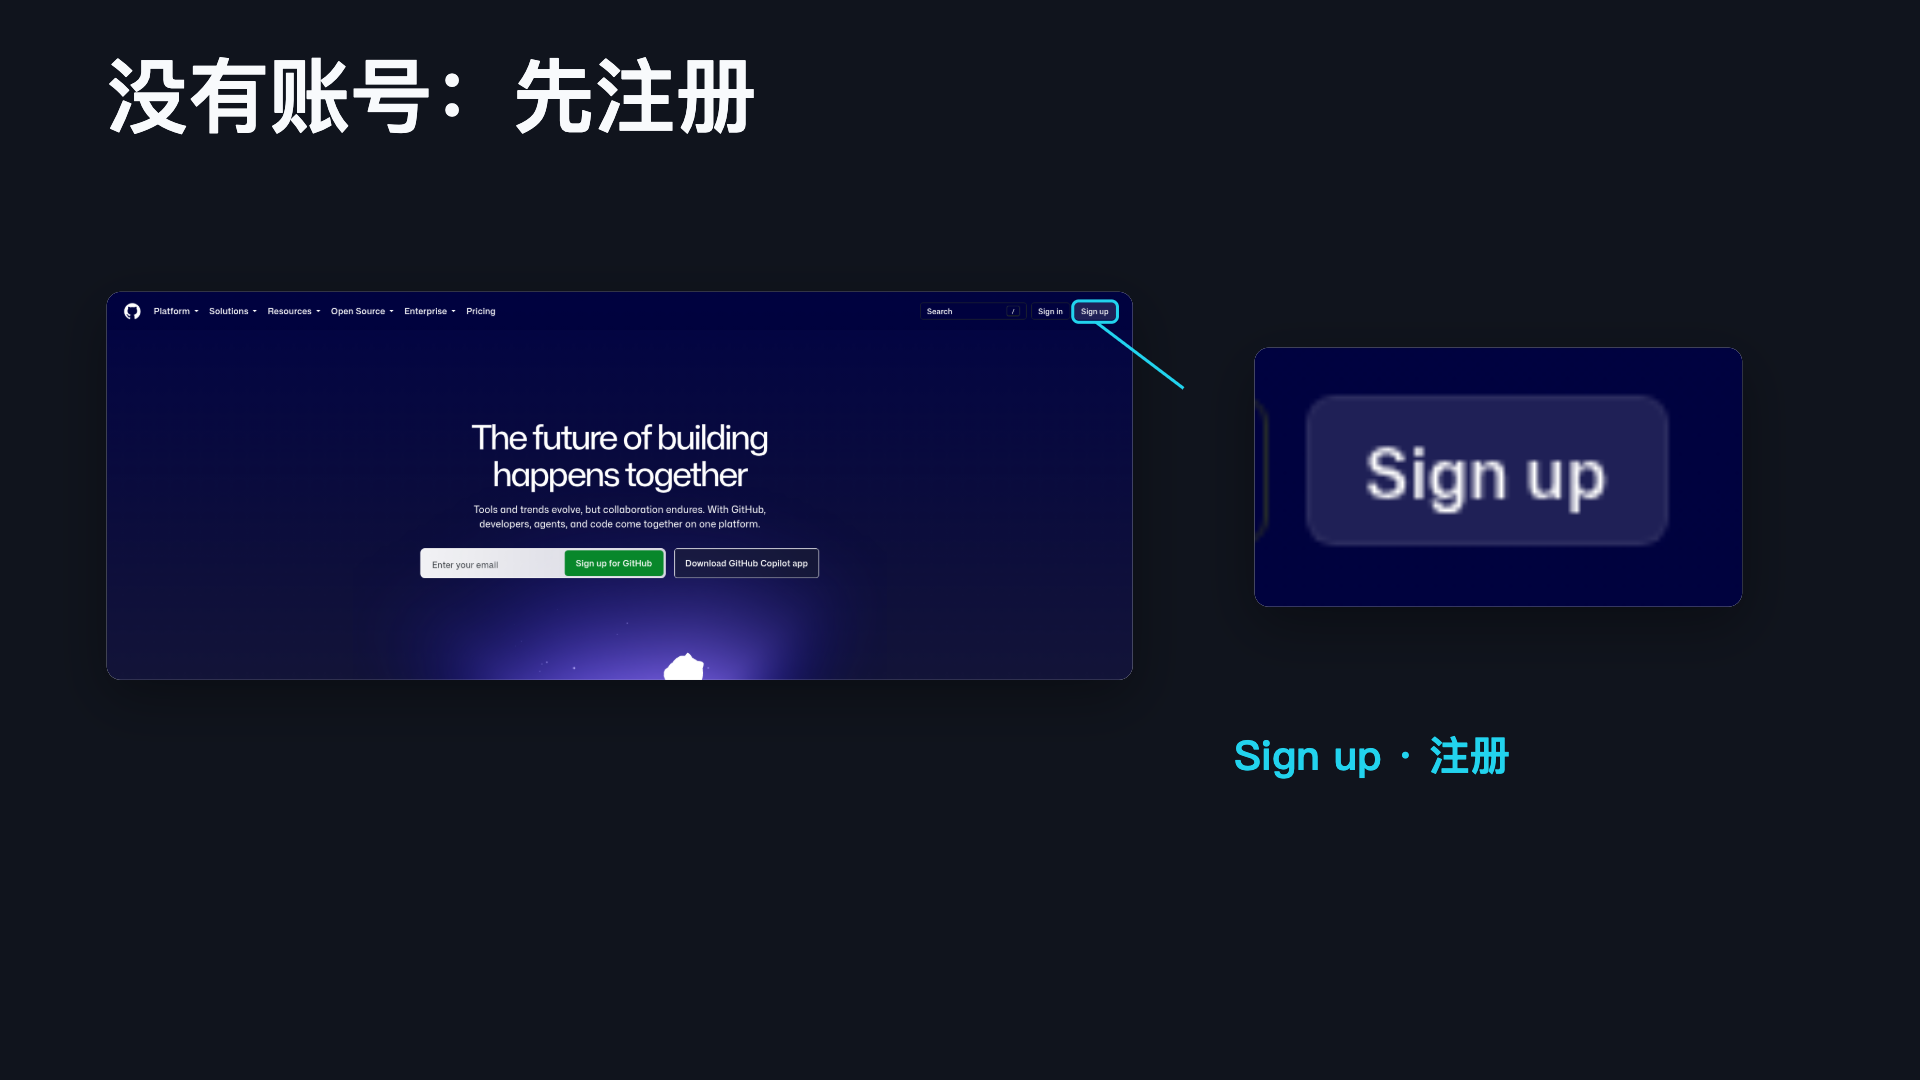 没有账号：先注册
Platform Solutions Resources Open Source Enterprise Pricing Search / Sign in Sign up
The future of building
happens together
Tools and trends evolve, but collaboration endures. With GitHub,
developers, agents, and code come together on one platform.
Enter your email Sign up for GitHub Download GitHub Copilot app
Sign up
Sign up · 注册